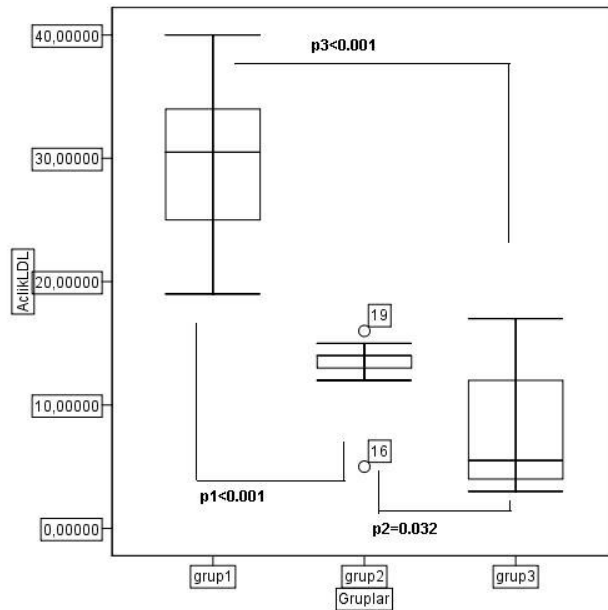 40,00000
p3<0.001
30,00000
AclikLDL
20,00000
19
10,00000
16
p1<0.001
p2=0.032
0,00000
grup1
grup2
grup3
Gruplar